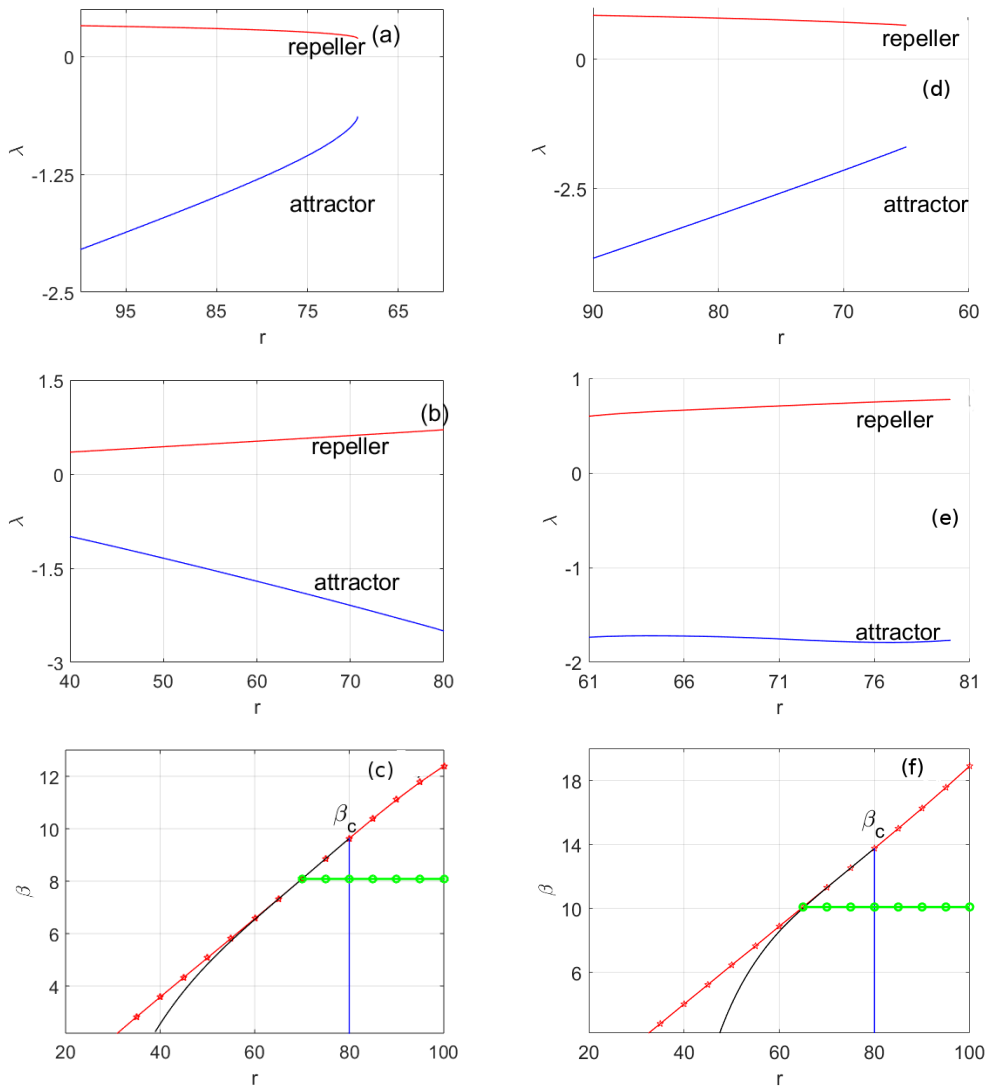 (a)
repeller
0
λ
-1.25
attractor
-2.5
95 85 75 65
r
(d)
repeller
0
λ
-2.5
attractor
90 80 70 60
r
(b)
1.5
repeller
0
λ
-1.5
attractor
-3
40 50 60 70 80
r
1
repeller
0
(e)
λ
-1
attractor
-2
61 66 71 76 81
r
(c)
12
βc
10
8
β
6
4
20 40 60 80 100
r
(f)
18
βc
14
β
10
6
20 40 60 80 100
r